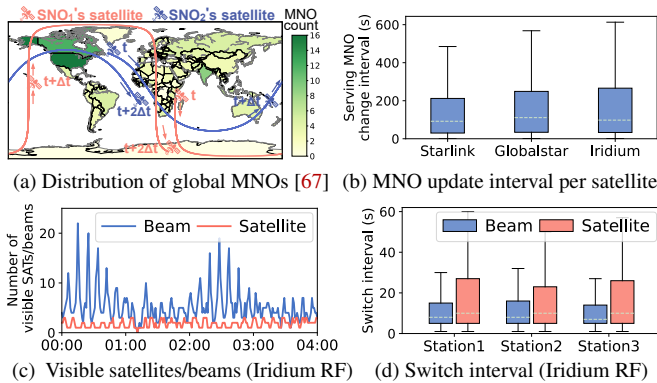 SNO₁'s satellite SNO₂'s satellite MNO count
t
t+Δt
t+2Δt
t
t+Δt
t+2Δt
16
14
12
10
8
6
4
2
0
(a) Distribution of global MNOs [67]
Serving MNO
change interval (s)
600
400
200
0
Starlink Globalstar Iridium
(b) MNO update interval per satellite
Number of
visible SATs/beams
Beam Satellite
20
10
0
00:00 01:00 02:00 03:00 04:00
(c) Visible satellites/beams (Iridium RF)
Switch interval (s)
Beam Satellite
60
40
20
0
Station1 Station2 Station3
(d) Switch interval (Iridium RF)